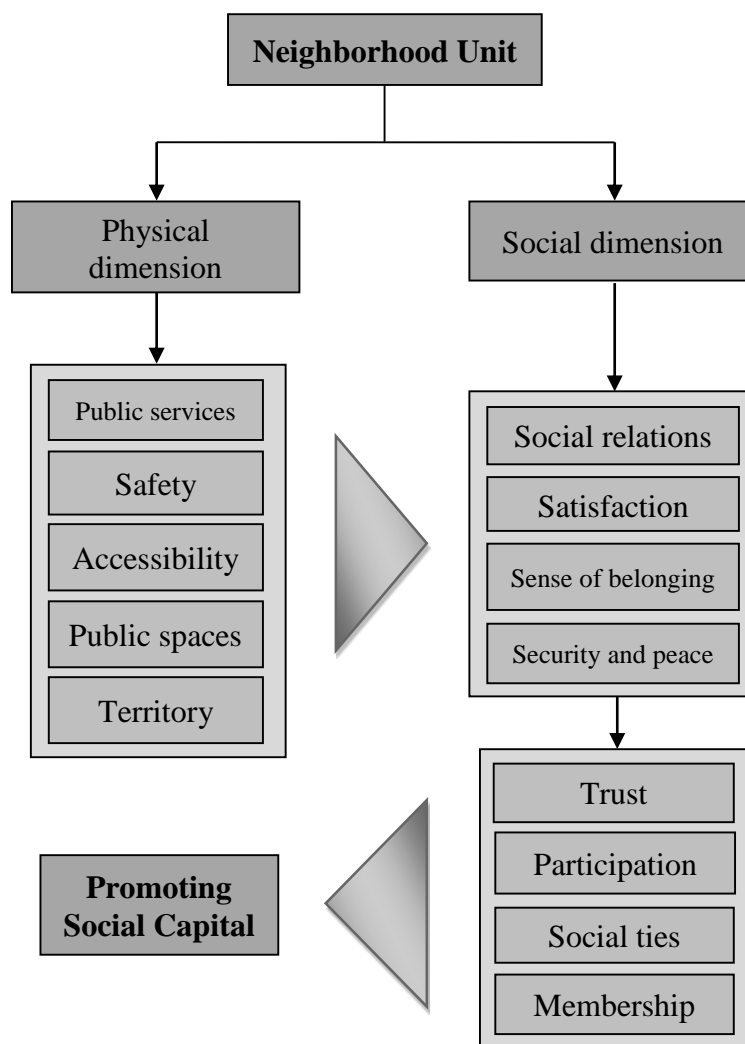 Neighborhood Unit
Physical
dimension
Social dimension
Public services
Safety
Accessibility
Public spaces
Territory
Social relations
Satisfaction
Sense of belonging
Security and peace
Trust
Participation
Social ties
Membership
Promoting
Social Capital